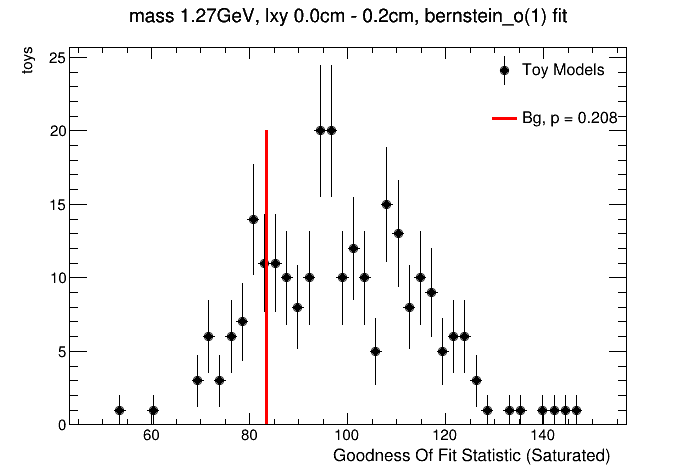 mass 1.27GeV, lxy 0.0cm - 0.2cm, bernstein_o(1) fit
toys
25
20
15
10
5
0
Toy Models
Bg, p = 0.208
60
80
100
120
140
Goodness Of Fit Statistic (Saturated)